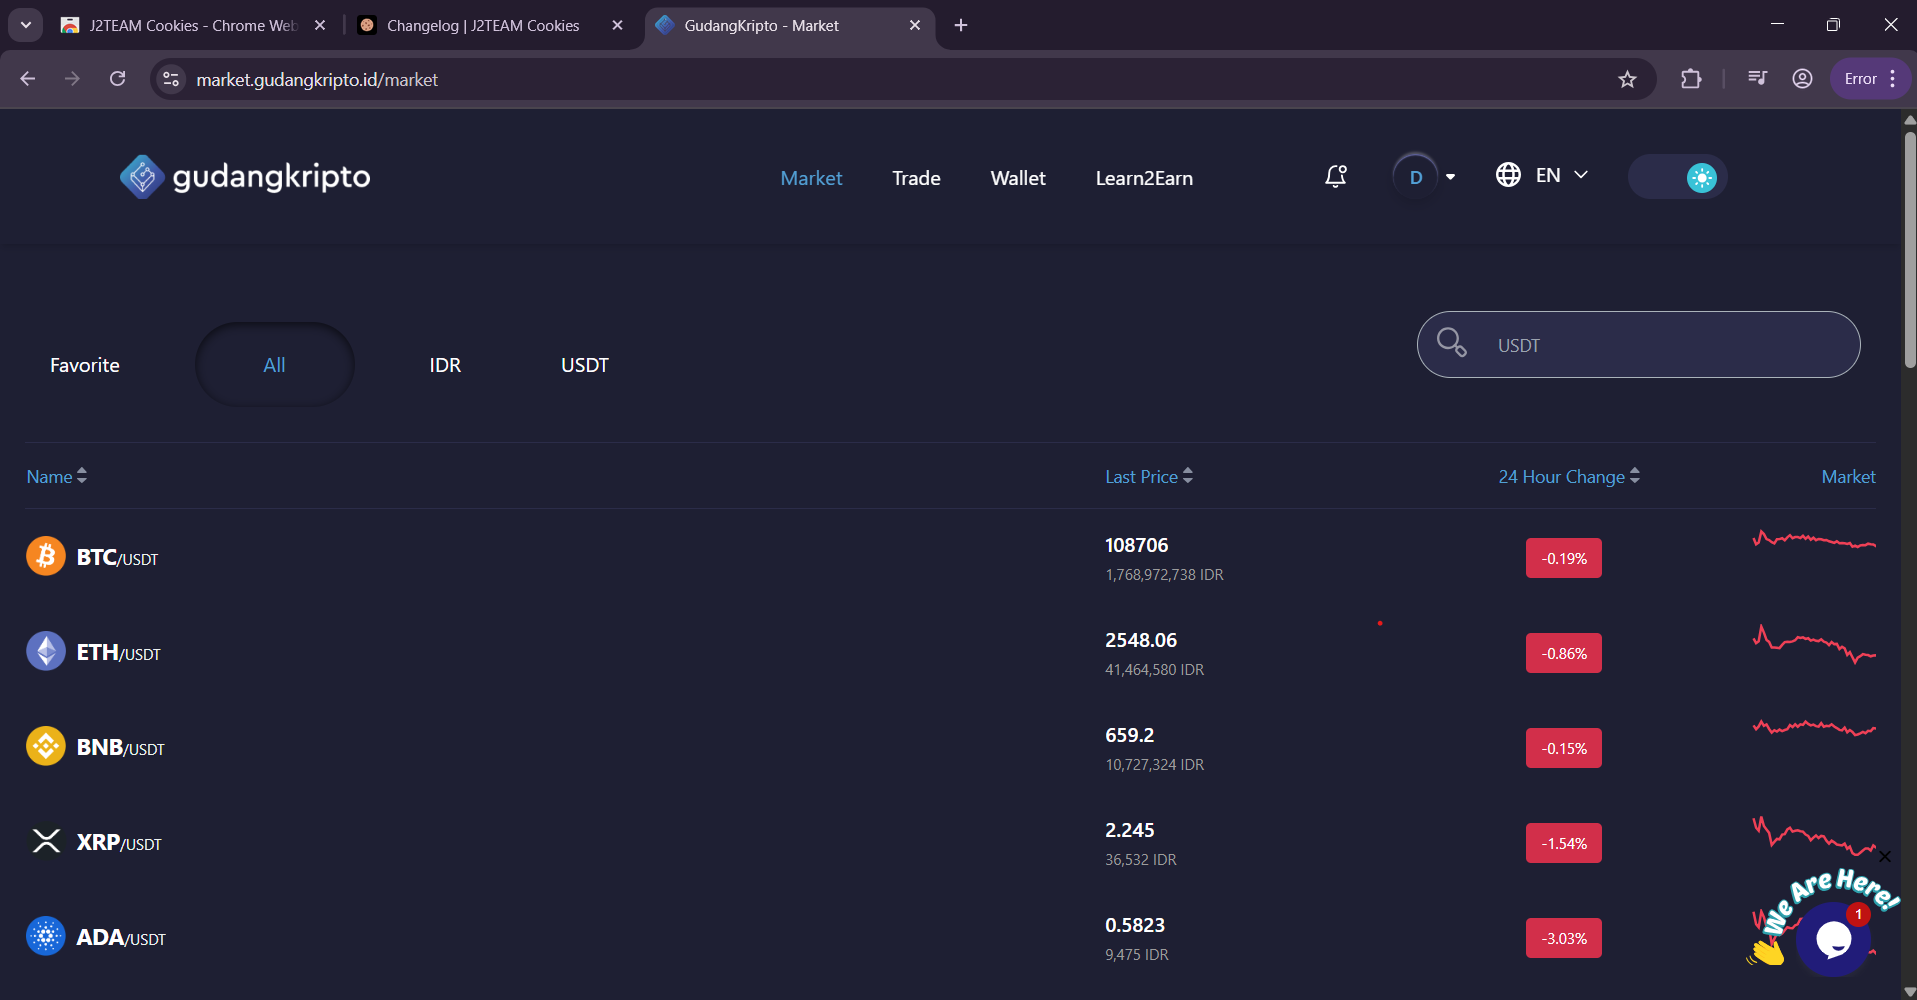 J2TEAM Cookies - Chrome Web
Changelog | J2TEAM Cookies
GudangKripto - Market
market.gudangkripto.id/market
Error
gudangkripto
Market
Trade
Wallet
Learn2Earn
D
EN
Favorite
All
IDR
USDT
USDT
Name
Last Price
24 Hour Change
Market
BTC/USDT
108706
1,768,972,738 IDR
-0.19%
ETH/USDT
2548.06
41,464,580 IDR
-0.86%
BNB/USDT
659.2
10,727,324 IDR
-0.15%
XRP/USDT
2.245
36,532 IDR
-1.54%
We Are Here!
1
ADA/USDT
0.5823
9,475 IDR
-3.03%